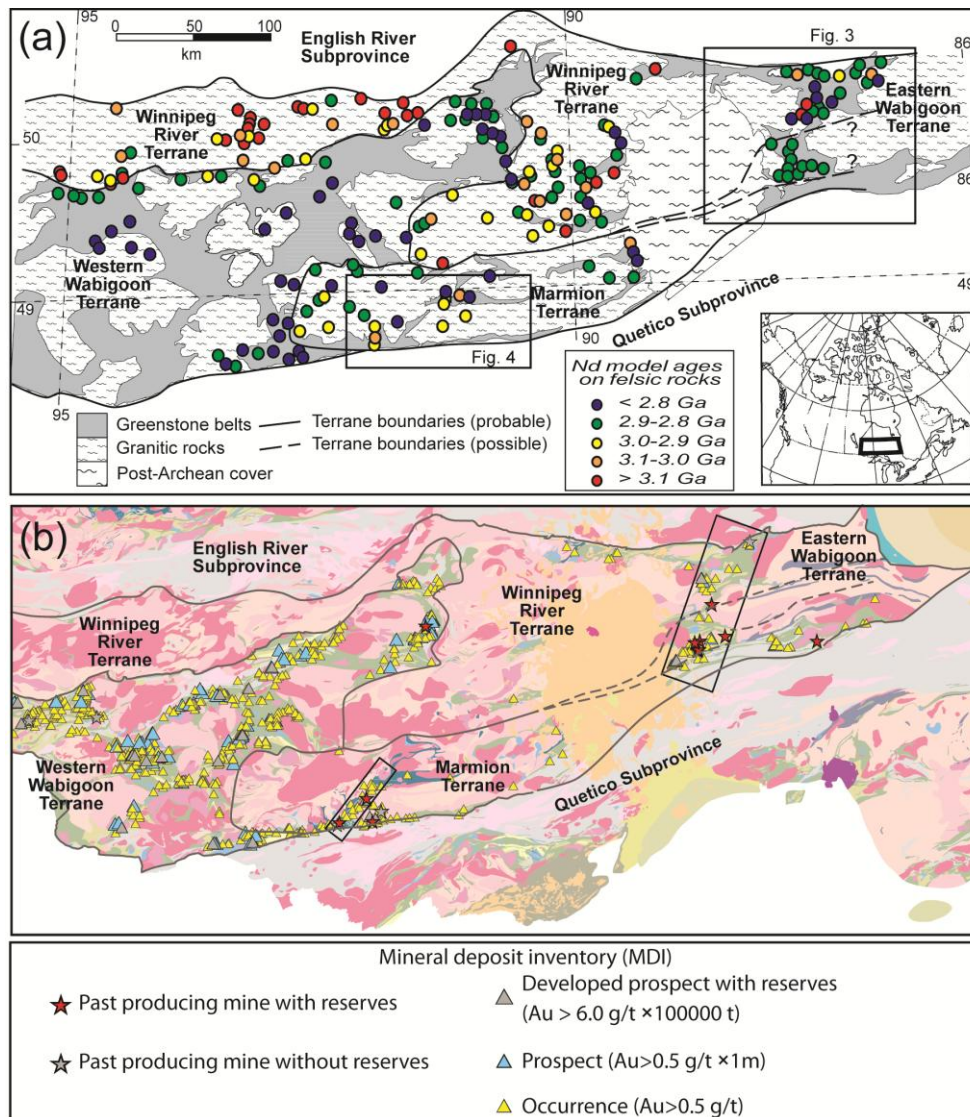 (a)
95
0 50 100
km
English River
Subprovince
90
Fig. 3
86
50
Winnipeg
River
Terrane
Winnipeg
River
Terrane
Eastern
Wabigoon
Terrane
?
?
86
Western
Wabigoon
Terrane
49
Marmion
Terrane
49
Fig. 4
90
Quetico Subprovince
95
Greenstone belts
Granitic rocks
Post-Archean cover
Terrane boundaries (probable)
Terrane boundaries (possible)
Nd model ages
on felsic rocks
< 2.8 Ga
2.9-2.8 Ga
3.0-2.9 Ga
3.1-3.0 Ga
> 3.1 Ga
(b)
English River
Subprovince
Eastern
Wabigoon
Terrane
Winnipeg
River
Terrane
Winnipeg
River
Terrane
Western
Wabigoon
Terrane
Marmion
Terrane
Quetico Subprovince
Mineral deposit inventory (MDI)
Past producing mine with reserves
Past producing mine without reserves
Developed prospect with reserves
(Au > 6.0 g/t ×100000 t)
Prospect (Au>0.5 g/t ×1m)
Occurrence (Au>0.5 g/t)